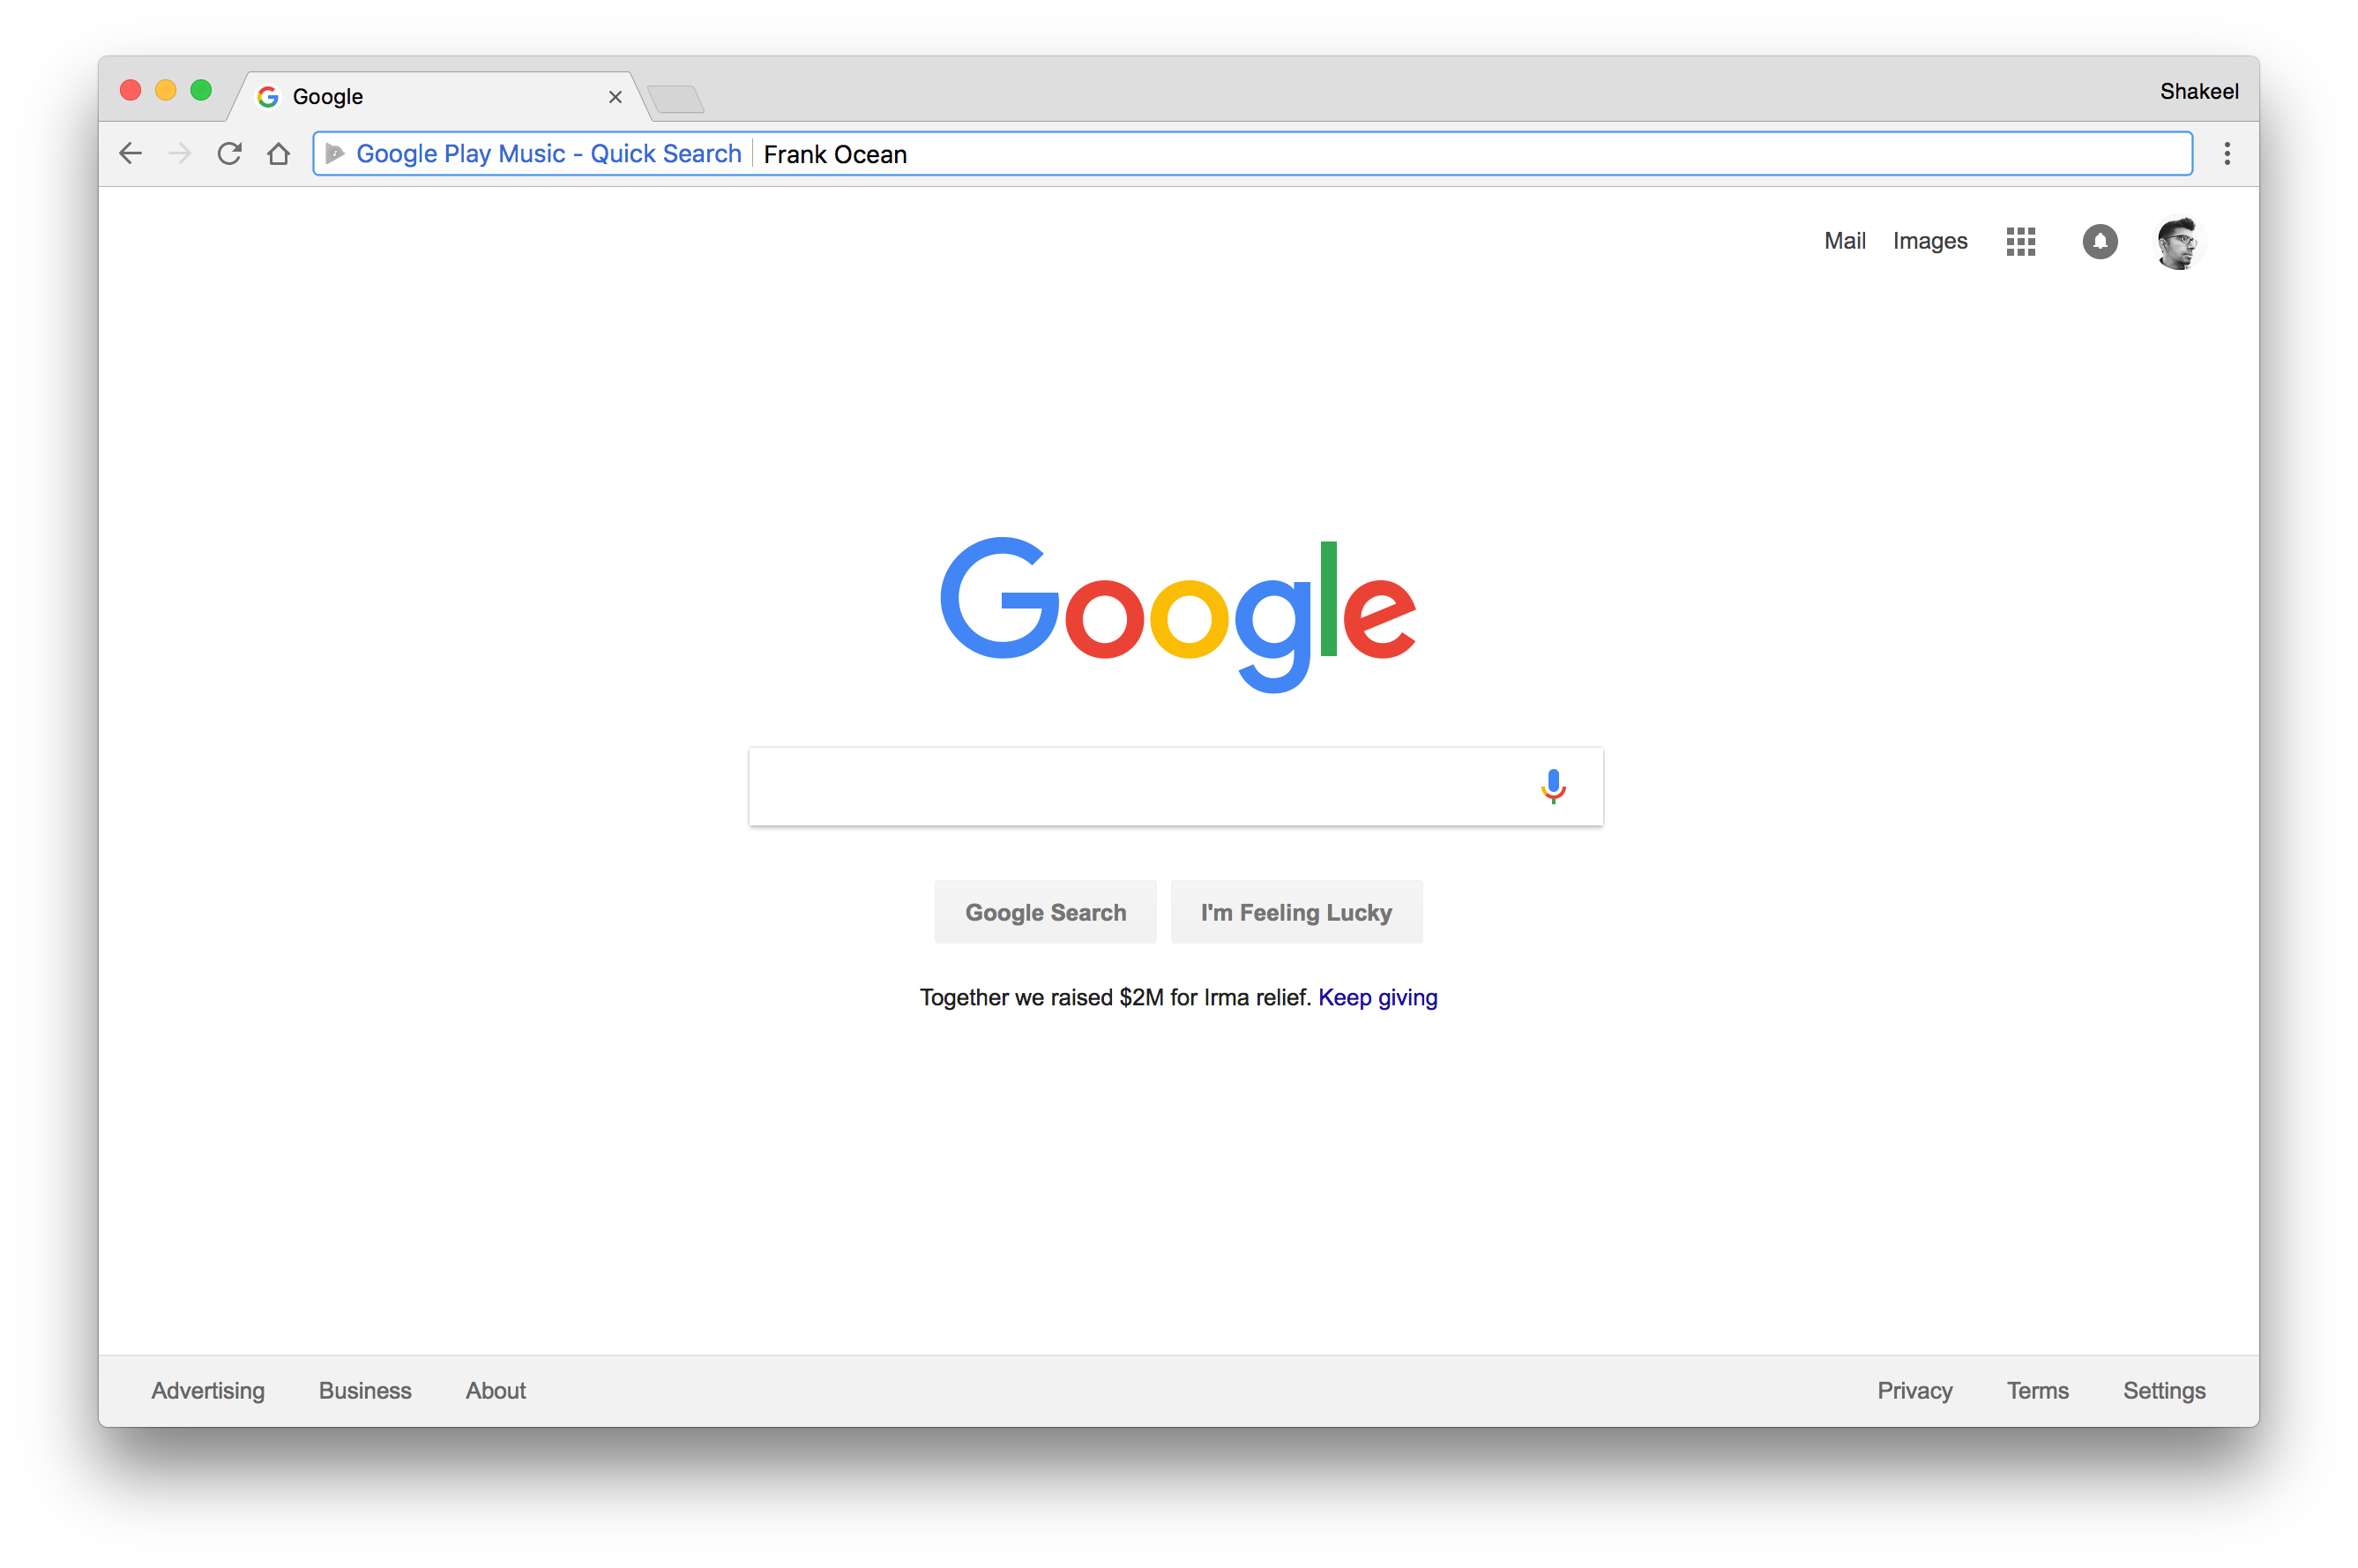 Google
Shakeel
Google Play Music - Quick Search Frank Ocean
Mail Images
Google
Google Search I'm Feeling Lucky
Together we raised $2M for Irma relief. Keep giving
Advertising Business About Privacy Terms Settings